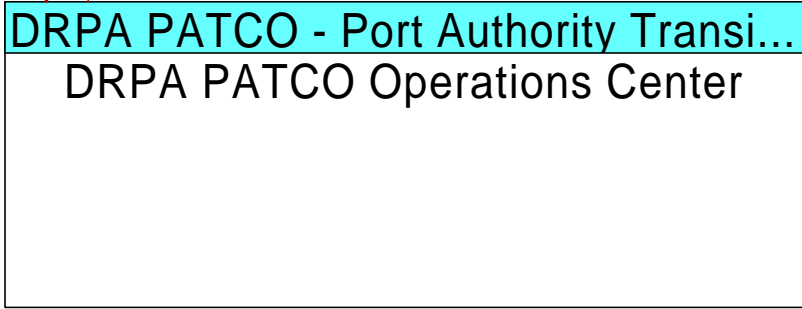 DRPA PATCO - Port Authority Transi...
DRPA PATCO Operations Center